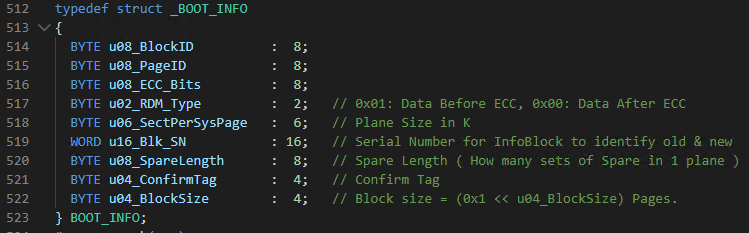 512 typedef struct _BOOT_INFO
513 {
514 BYTE u08_BlockID : 8;
515 BYTE u08_PageID : 8;
516 BYTE u08_ECC_Bits : 8;
517 BYTE u02_RDM_Type : 2; // 0x01: Data Before ECC, 0x00: Data After ECC
518 BYTE u06_SectPerSysPage : 6; // Plane Size in K
519 WORD u16_Blk_SN : 16; // Serial Number for InfoBlock to identify old & new
520 BYTE u08_SpareLength : 8; // Spare Length ( How many sets of Spare in 1 plane )
521 BYTE u04_ConfirmTag : 4; // Confirm Tag
522 BYTE u04_BlockSize : 4; // Block size = (0x1 << u04_BlockSize) Pages.
523 } BOOT_INFO;